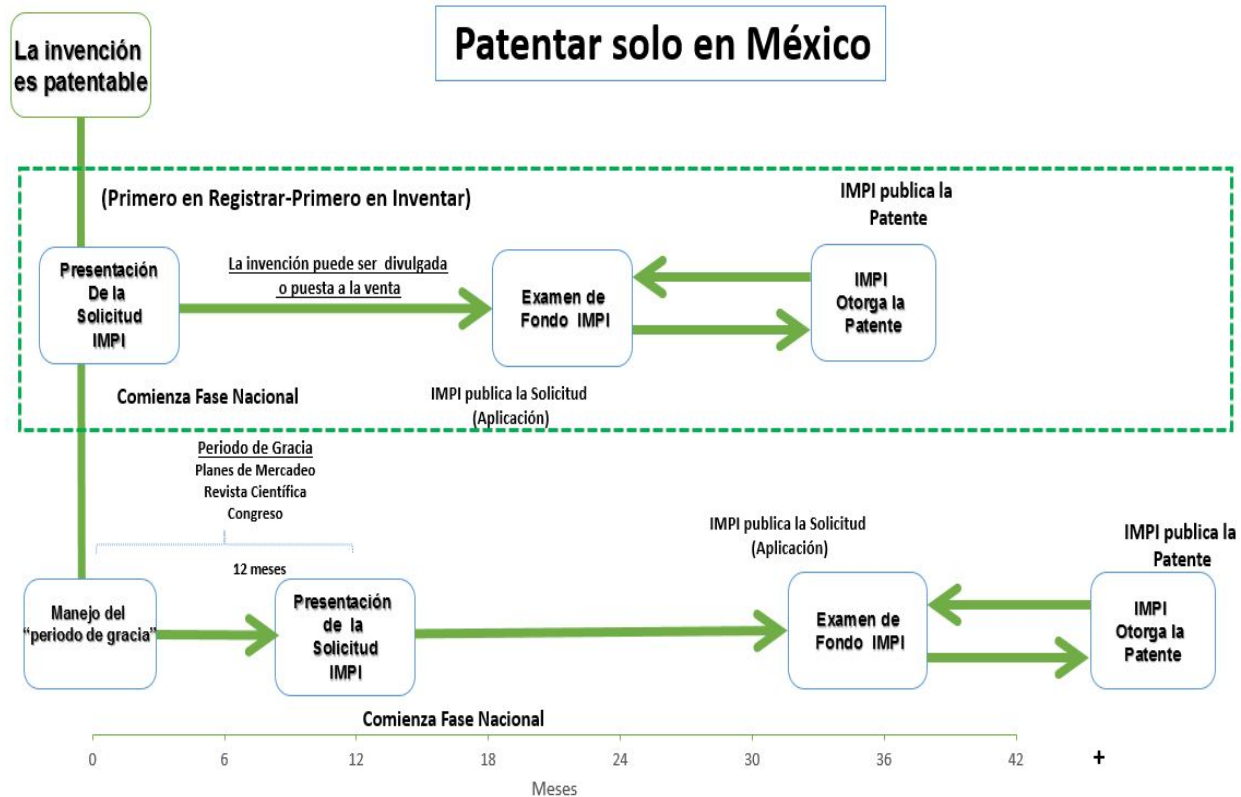 La invención
es patentable
Patentar solo en México
(Primero en Registrar-Primero en Inventar)
IMPI publica la
Patente
Presentación
De la
Solicitud
IMPI
La invención puede ser divulgada
o puesta a la venta
Examen de
Fondo IMPI
IMPI
Otorga la
Patente
Comienza Fase Nacional
IMPI publica la Solicitud
(Aplicación)
Periodo de Gracia
Planes de Mercadeo
Revista Científica
Congreso
12 meses
IMPI publica la Solicitud
(Aplicación)
IMPI publica la
Patente
Manejo del
“periodo de gracia”
Presentación
de la
Solicitud
IMPI
Examen de
Fondo IMPI
IMPI
Otorga la
Patente
Comienza Fase Nacional
0 6 12 18 24 30 36 42 +
Meses